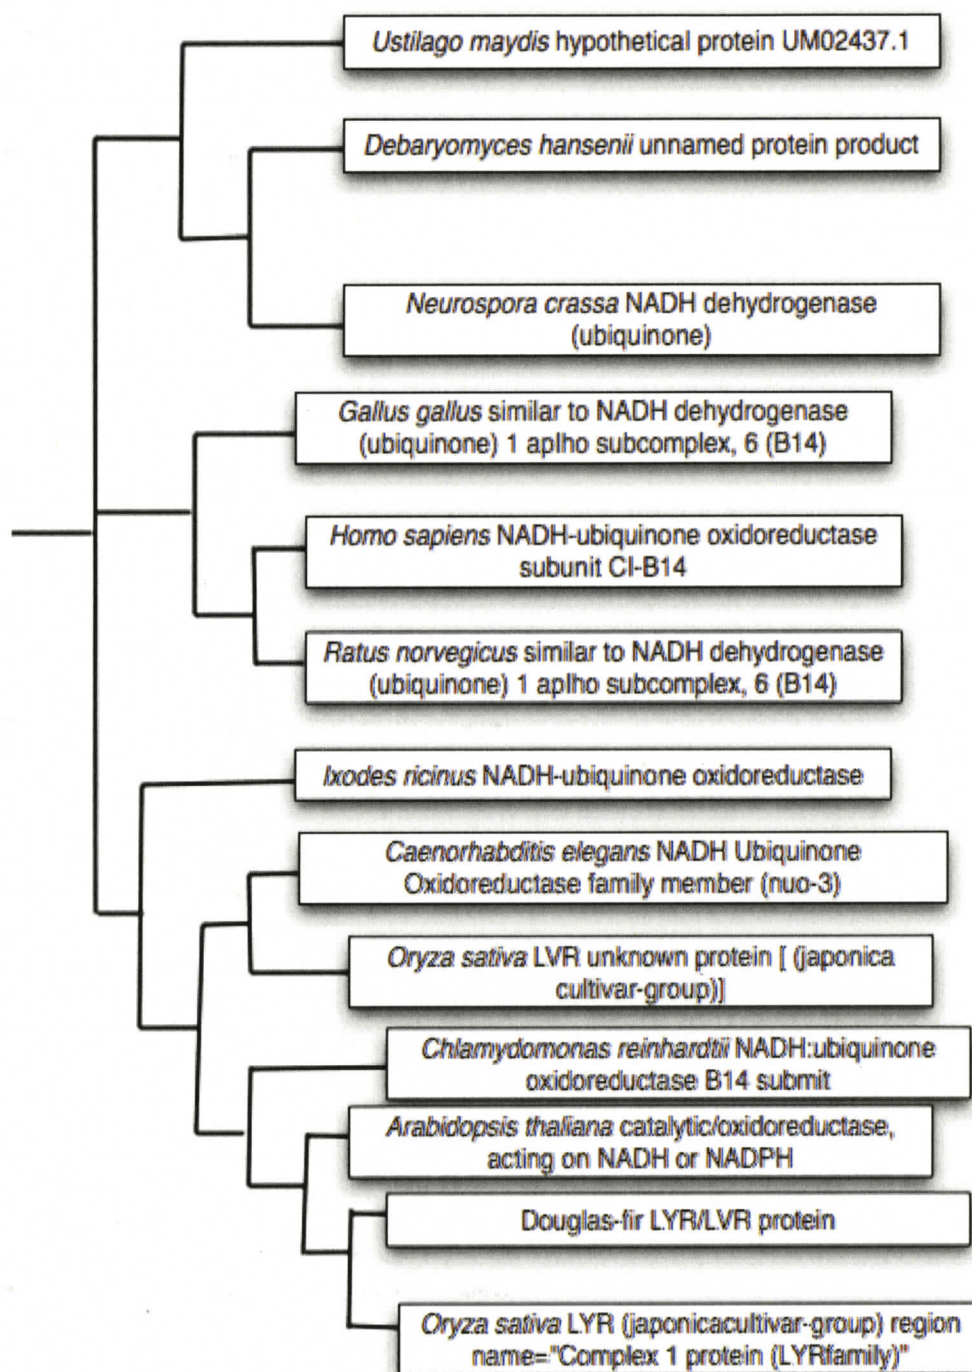 Ustilago maydis hypothetical protein UM02437.1
Debaryomyces hansenii unnamed protein product
Neurospora crassa NADH dehydrogenase
(ubiquinone)
Gallus gallus similar to NADH dehydrogenase
(ubiquinone) 1 aplho subcomplex, 6 (B14)
Homo sapiens NADH-ubiquinone oxidoreductase
subunit CI-B14
Ratus norvegicus similar to NADH dehydrogenase
(ubiquinone) 1 aplho subcomplex, 6 (B14)
Ixodes ricinus NADH-ubiquinone oxidoreductase
Caenorhabditis elegans NADH Ubiquinone
Oxidoreductase family member (nuo-3)
Oryza sativa LVR unknown protein [ (japonica
cultivar-group)]
Chlamydomonas reinhardtii NADH:ubiquinone
oxidoreductase B14 submit
Arabidopsis thaliana catalytic/oxidoreductase,
acting on NADH or NADPH
Douglas-fir LYR/LVR protein
Oryza sativa LYR (japonicacultivar-group) region
name="Complex 1 protein (LYRfamily)"